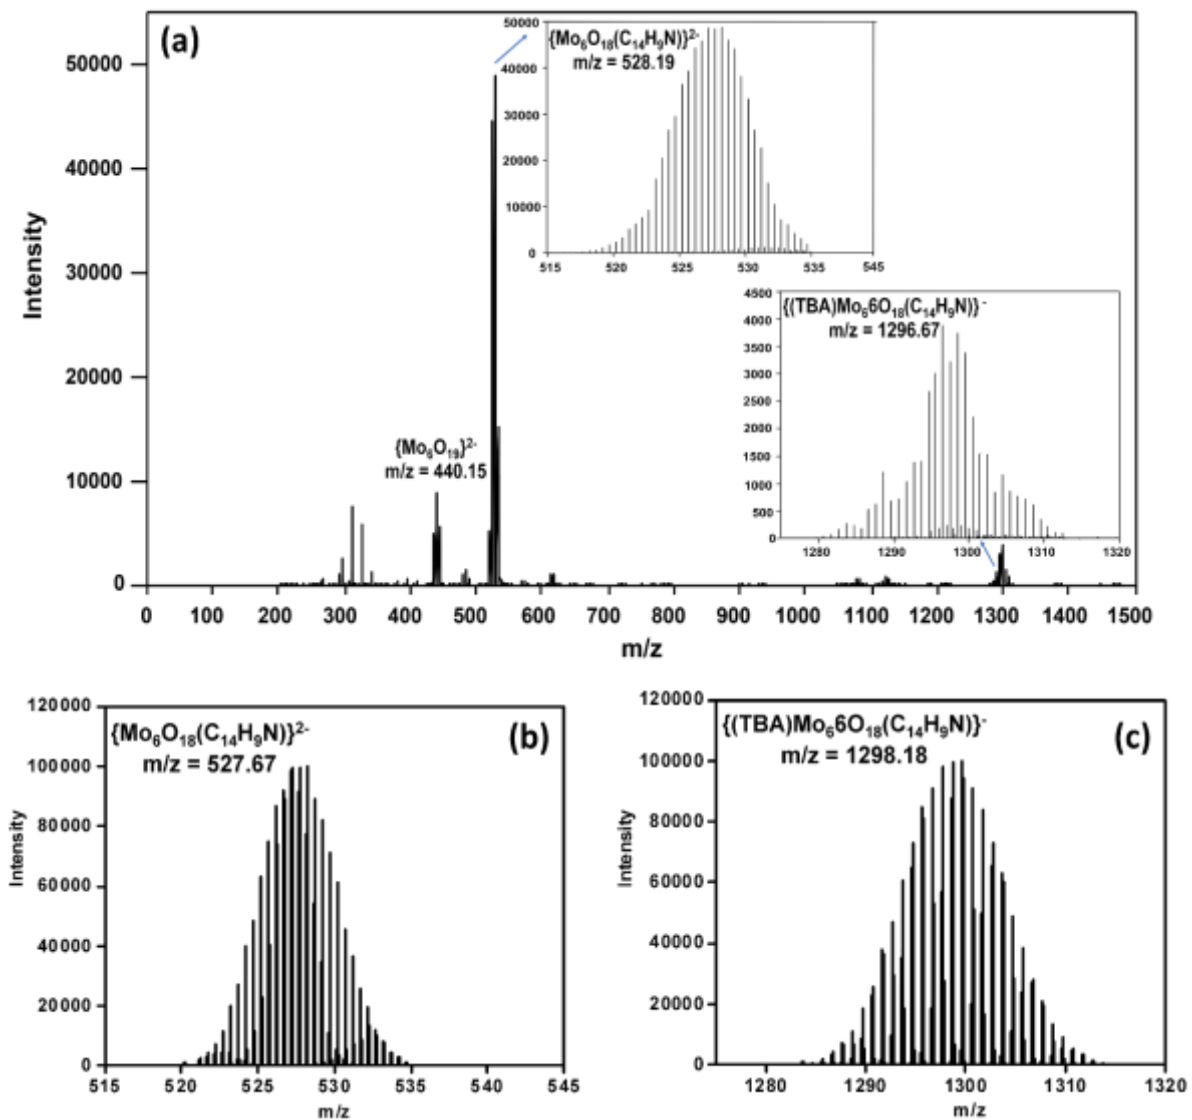 (a)
50000
40000
30000
20000
10000
0
Intensity
0 100 200 300 400 500 600 700 800 900 1000 1100 1200 1300 1400 1500
m/z
{Mo₆O₁₉}²⁻
m/z = 440.15
{Mo₆O₁₈(C₁₄H₉N)}²⁻
m/z = 528.19
50000
40000
30000
20000
10000
0
515 520 525 530 535 545
{(TBA)Mo₆6O₁₈(C₁₄H₉N)}⁻
m/z = 1296.67
4500
4000
3500
3000
2500
2000
1500
1000
500
0
1280 1290 1300 1310 1320
{Mo₆O₁₈(C₁₄H₉N)}²⁻
m/z = 527.67
(b)
120000
100000
80000
60000
40000
20000
0
Intensity
515 520 525 530 535 540 545
m/z
{(TBA)Mo₆6O₁₈(C₁₄H₉N)}⁻
m/z = 1298.18
(c)
120000
100000
80000
60000
40000
20000
0
Intensity
1280 1290 1300 1310 1320
m/z